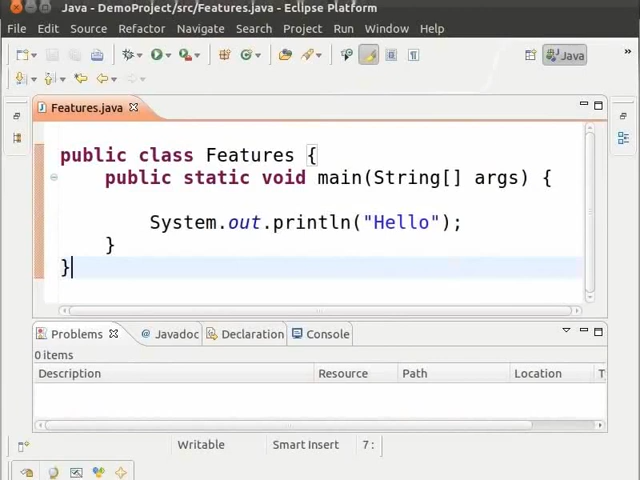 Java - DemoProject/src/Features.java - Eclipse Platform
File Edit Source Refactor Navigate Search Project Run Window Help
Java
»
Features.java
public class Features {
public static void main(String[] args) {
System.out.println("Hello");
}
}
Problems @ Javadoc Declaration Console
0 items
Description Resource Path Location T
Writable Smart Insert 7 :